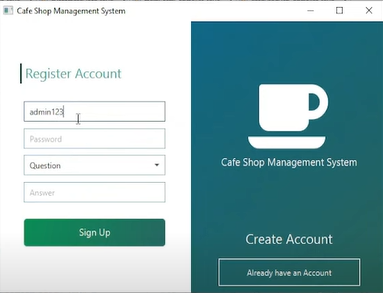 Cafe Shop Management System
Register Account
admin123
Password
Question
Answer
Sign Up
Cafe Shop Management System
Create Account
Already have an Account